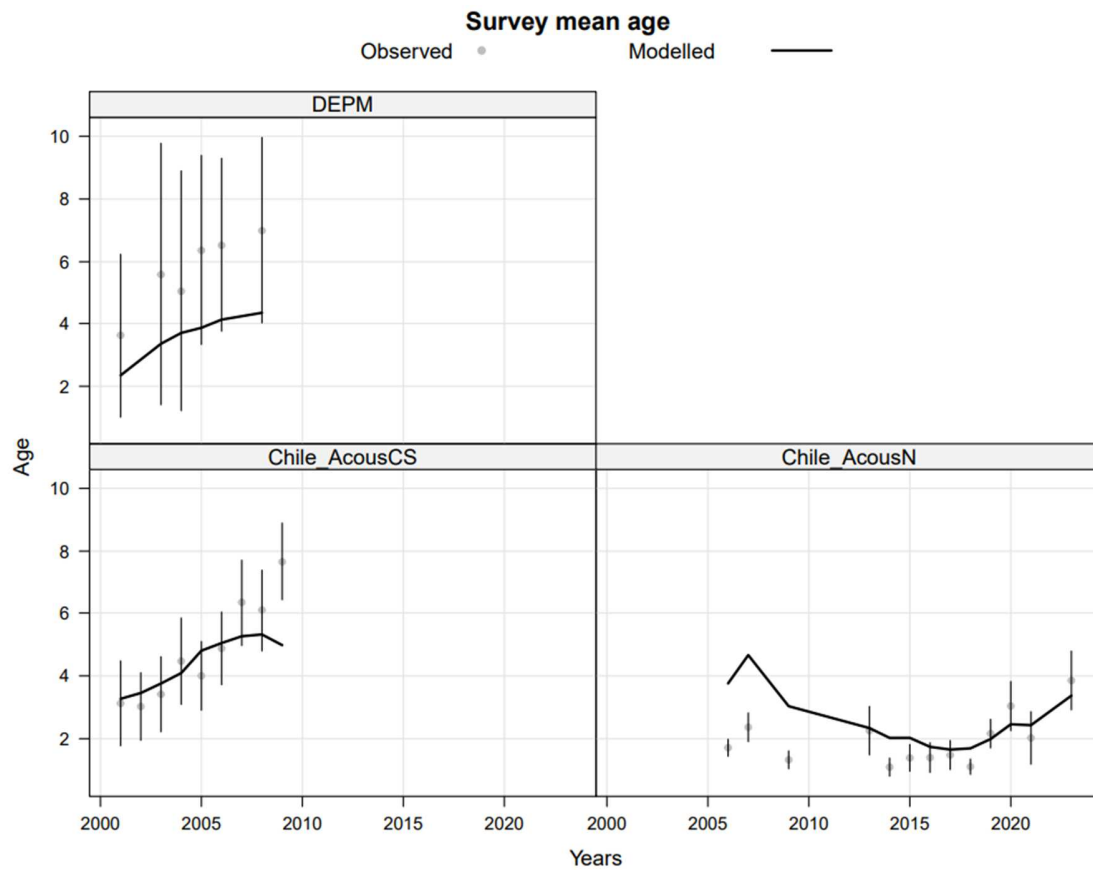 Survey mean age
Observed Modelled
DEPM
10
8
6
4
2
Age
Chile_AcousCS Chile_AcousN
10
8
6
4
2
2000 2005 2010 2015 2020 2000 2005 2010 2015 2020
Years